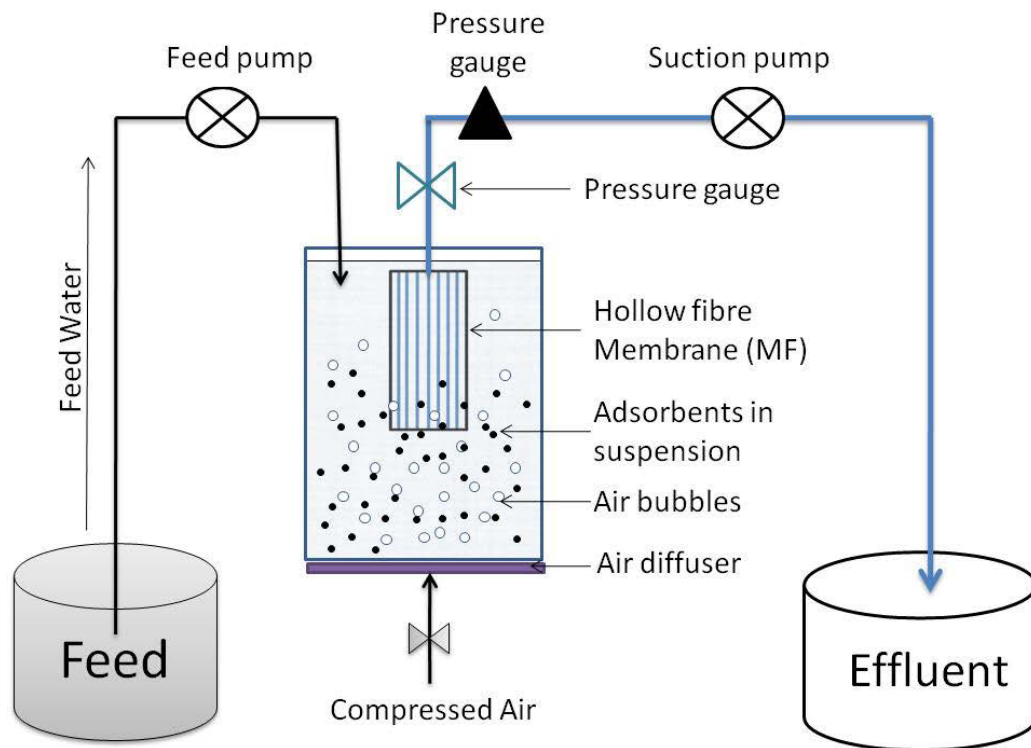 Pressure
gauge
Feed pump
Suction pump
Pressure gauge
Feed Water
Hollow fibre
Membrane (MF)
Adsorbents in
suspension
Air bubbles
Air diffuser
Feed
Effluent
Compressed Air